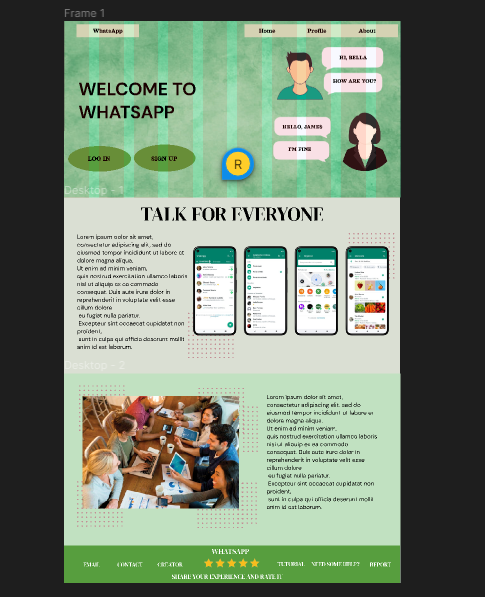 Frame 1
WhatsApp
Home Profile About
HI, BELLA
HOW ARE YOU?
WELCOME TO
WHATSAPP
HELLO, JAMES
I'M FINE
LOG IN SIGN UP
R
Desktop - 1
TALK FOR EVERYONE
Lorem ipsum dolor sit amet,
consectetur adipiscing elit, sed do
eiusmod tempor incididunt ut labore et
dolore magna aliqua.
Ut enim ad minim veniam,
quis nostrud exercitation ullamco laboris
nisi ut aliquip ex ea commodo
consequat. Duis aute irure dolor in
reprehenderit in voluptate velit esse
cillum dolore
eu fugiat nulla pariatur.
Excepteur sint occaecat cupidatat non
proident,
sunt in culpa qui officia deserunt mollit
anim id est laborum.
Desktop - 2
Lorem ipsum dolor sit amet,
consectetur adipiscing elit, sed do
eiusmod tempor incididunt ut labore et
dolore magna aliqua.
Ut enim ad minim veniam,
quis nostrud exercitation ullamco laboris
nisi ut aliquip ex ea commodo
consequat. Duis aute irure dolor in
reprehenderit in voluptate velit esse
cillum dolore
eu fugiat nulla pariatur.
Excepteur sint occaecat cupidatat non
proident,
sunt in culpa qui officia deserunt mollit
anim id est laborum.
WHATSAPP
EMAIL CONTACT CREATOR TUTORIAL NEED SOME HELP? REPORT
SHARE YOUR EXPERIENCE AND RATE IT!